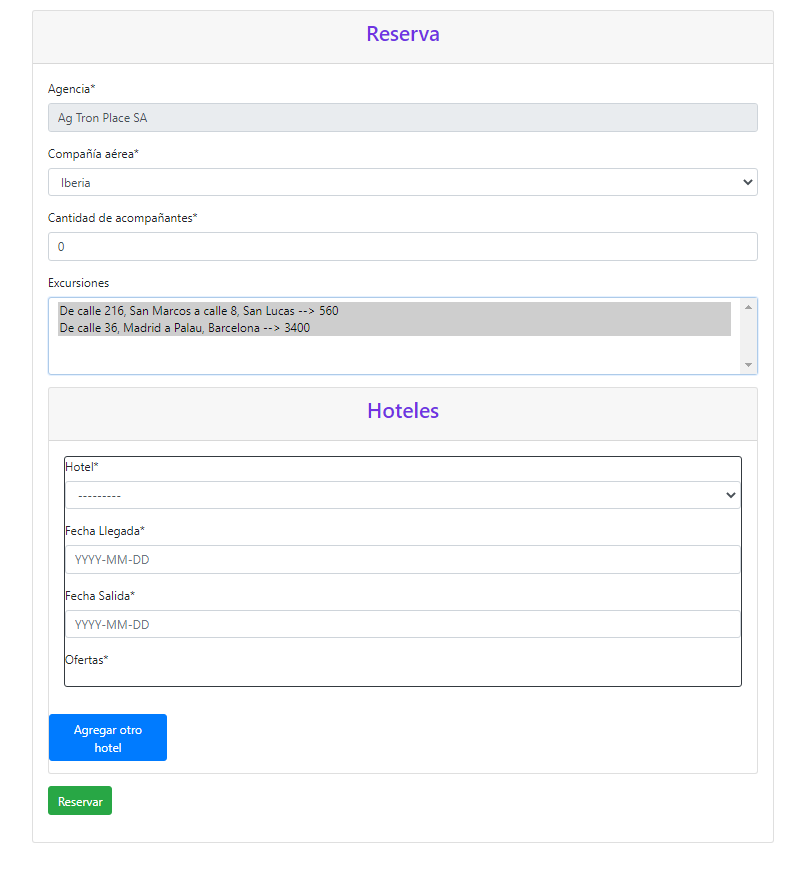 Reserva
Agencia*
Ag Tron Place SA
Compañía aérea*
Iberia
Cantidad de acompañantes*
0
Excursiones
De calle 216, San Marcos a calle 8, San Lucas --> 560
De calle 36, Madrid a Palau, Barcelona --> 3400
Hoteles
Hotel*
---------
Fecha Llegada*
YYYY-MM-DD
Fecha Salida*
YYYY-MM-DD
Ofertas*
Agregar otro
hotel
Reservar